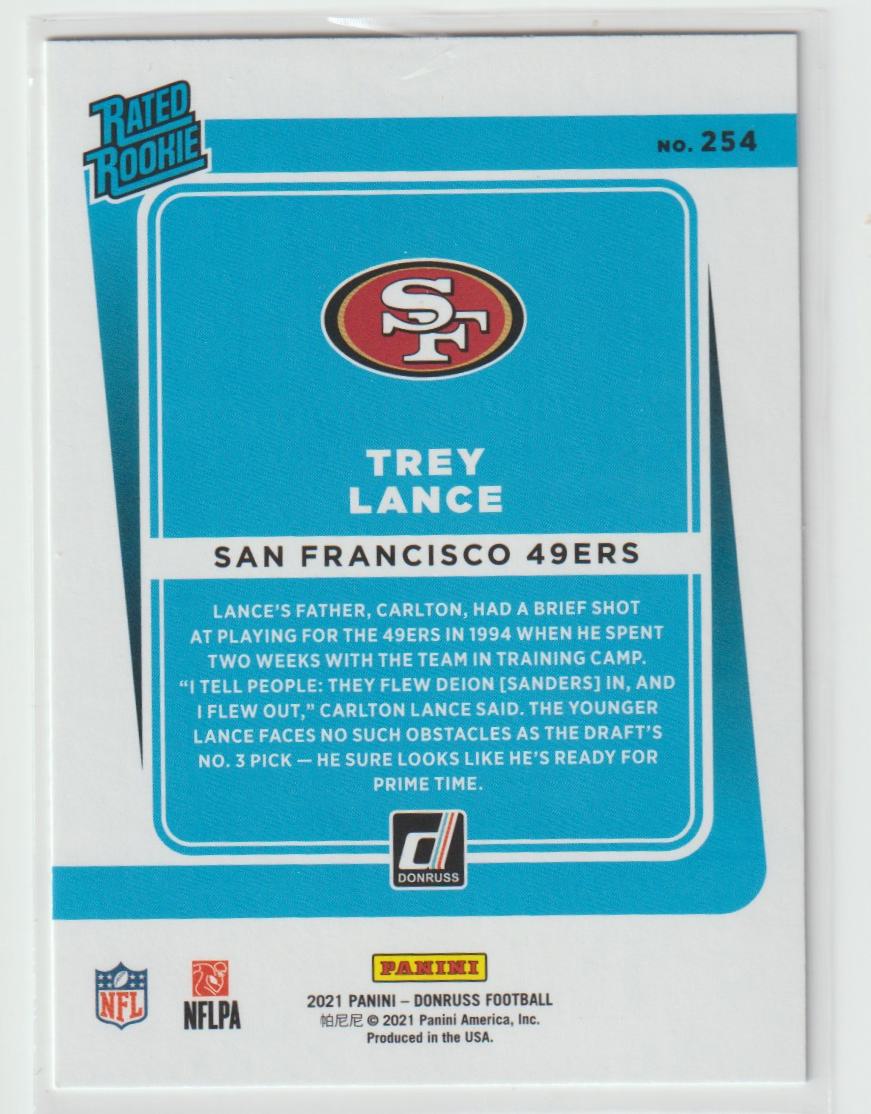 RATED
ROOKIE
NO. 254
SF
TREY
LANCE
SAN FRANCISCO 49ERS
LANCE'S FATHER, CARLTON, HAD A BRIEF SHOT
AT PLAYING FOR THE 49ERS IN 1994 WHEN HE SPENT
TWO WEEKS WITH THE TEAM IN TRAINING CAMP.
“I TELL PEOPLE: THEY FLEW DEION [SANDERS] IN, AND
I FLEW OUT,” CARLTON LANCE SAID. THE YOUNGER
LANCE FACES NO SUCH OBSTACLES AS THE DRAFT'S
NO. 3 PICK — HE SURE LOOKS LIKE HE'S READY FOR
PRIME TIME.
d
DONRUSS
PANINI
NFL
NFLPA
2021 PANINI – DONRUSS FOOTBALL
帕尼尼 © 2021 Panini America, Inc.
Produced in the USA.